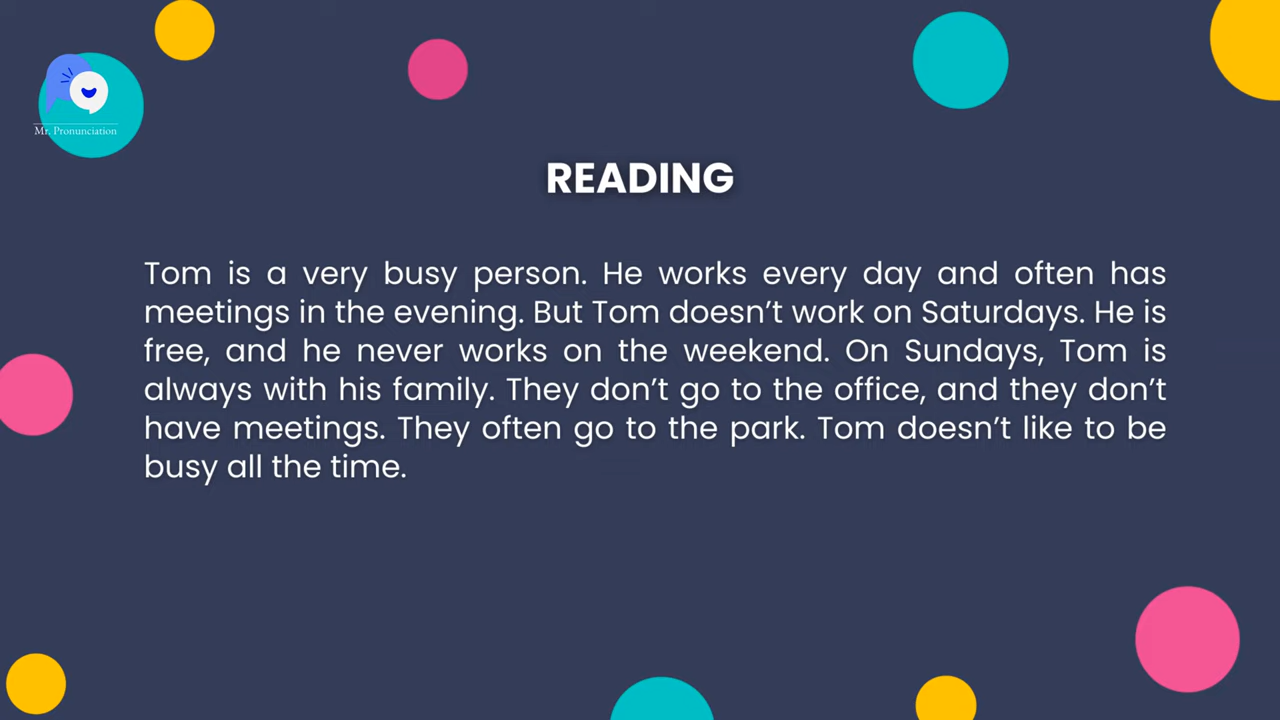 Mr. Pronunciation
READING
Tom is a very busy person. He works every day and often has
meetings in the evening. But Tom doesn’t work on Saturdays. He is
free, and he never works on the weekend. On Sundays, Tom is
always with his family. They don’t go to the office, and they don’t
have meetings. They often go to the park. Tom doesn’t like to be
busy all the time.